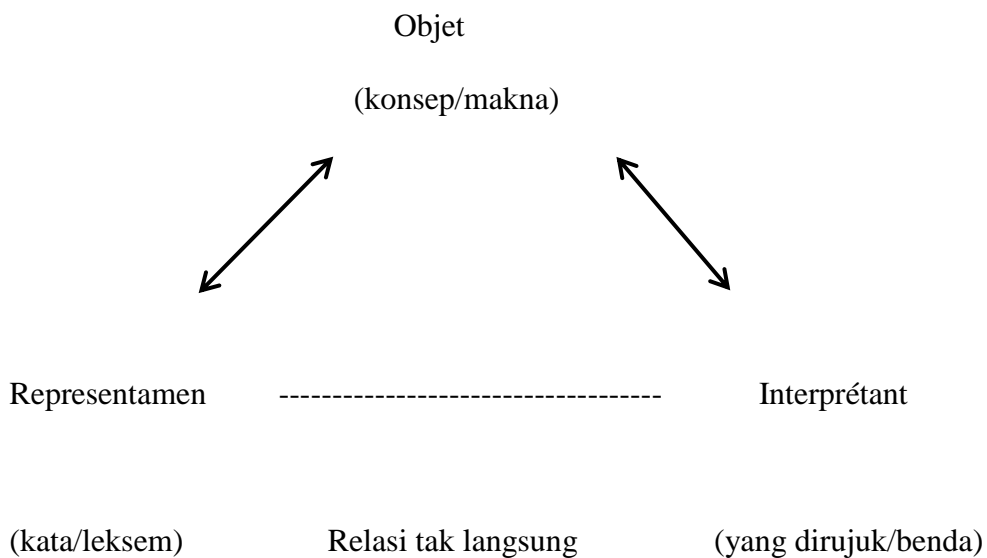 Objet
(konsep/makna)
Representamen ------------------------------------ Interprétant
(kata/leksem) Relasi tak langsung (yang dirujuk/benda)